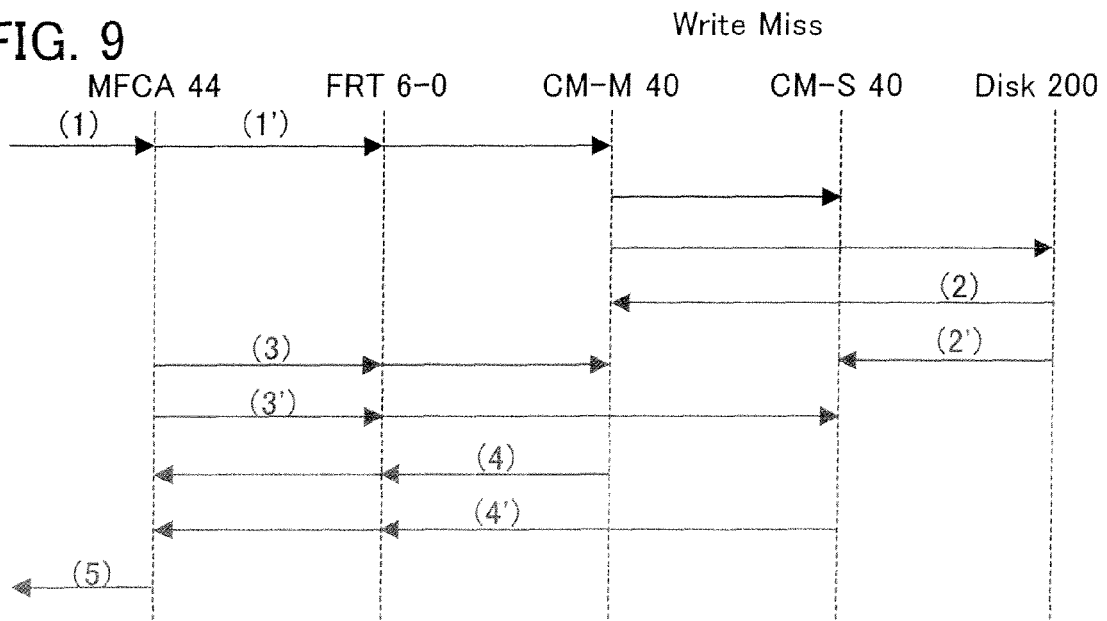 FIG. 9
Write Miss
MFCA 44 FRT 6-0 CM-M 40 CM-S 40 Disk 200
(1) (1')
(2)
(3) (2')
(3')
(4)
(4')
(5)